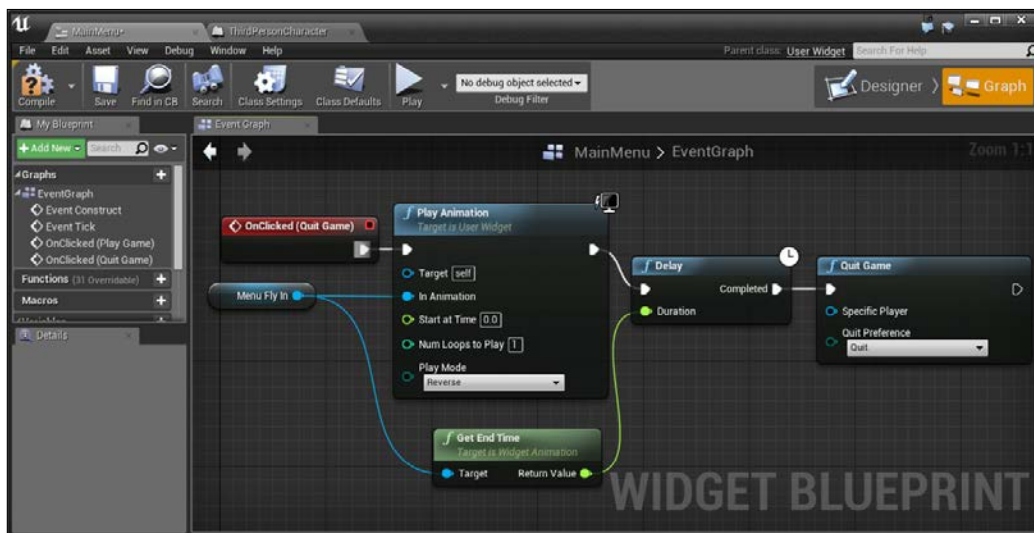 MainMenu*
ThirdPersonCharacter
File Edit Asset View Debug Window Help
Parent class: User Widget Search For Help
Compile Save Find in CB Search Class Settings Class Defaults Play
No debug object selected
Debug Filter
Designer Graph
My Blueprint
Event Graph
Add New Search
MainMenu > EventGraph
Zoom 1:1
Graphs
EventGraph
Event Construct
Event Tick
OnClicked (Play Game)
OnClicked (Quit Game)
Functions (31 Overridable)
Macros
Details
OnClicked (Quit Game)
Menu Fly In
Play Animation
Target is User Widget
Target self
In Animation
Start at Time 0.0
Num Loops to Play 1
Play Mode
Reverse
Get End Time
Target is Widget Animation
Target Return Value
Delay
Completed
Duration
Quit Game
Specific Player
Quit Preference
Quit
WIDGET BLUEPRINT